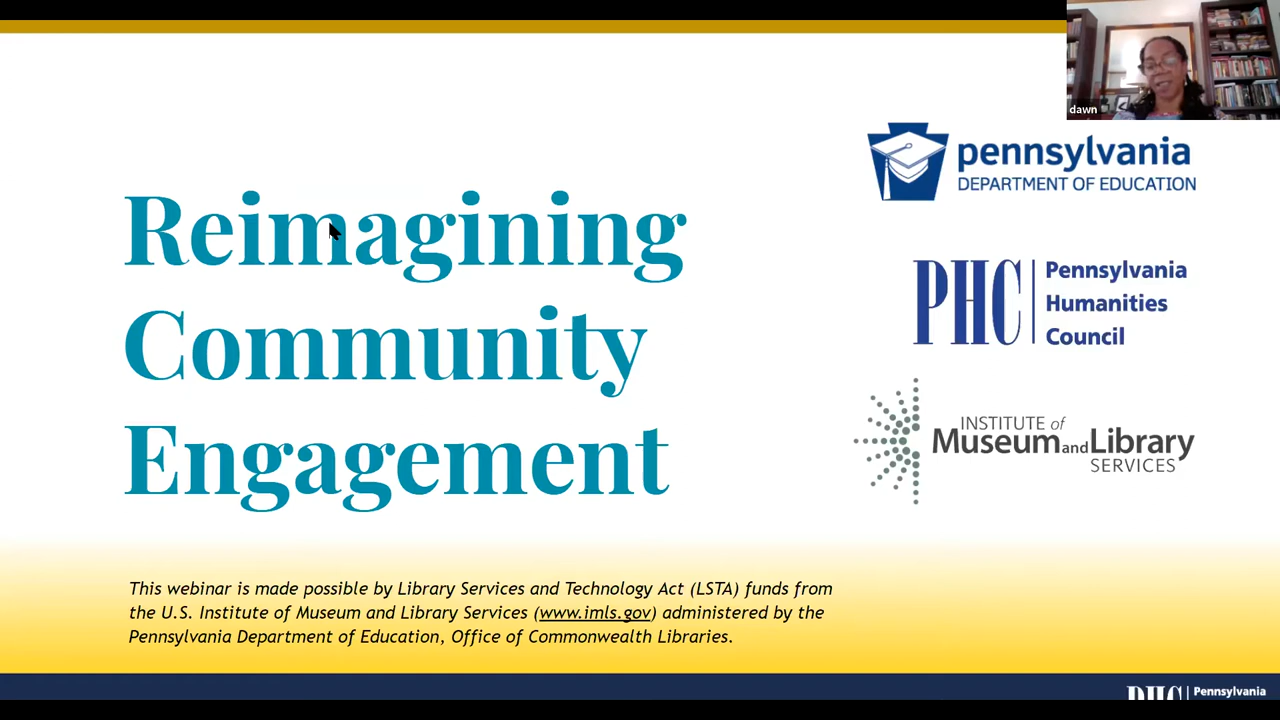 dawn
pennsylvania
DEPARTMENT OF EDUCATION
Reimagining
Community
Engagement
PHC
Pennsylvania
Humanities
Council
INSTITUTE of
Museum and Library
SERVICES
This webinar is made possible by Library Services and Technology Act (LSTA) funds from
the U.S. Institute of Museum and Library Services (www.imls.gov) administered by the
Pennsylvania Department of Education, Office of Commonwealth Libraries.
PHC | Pennsylvania